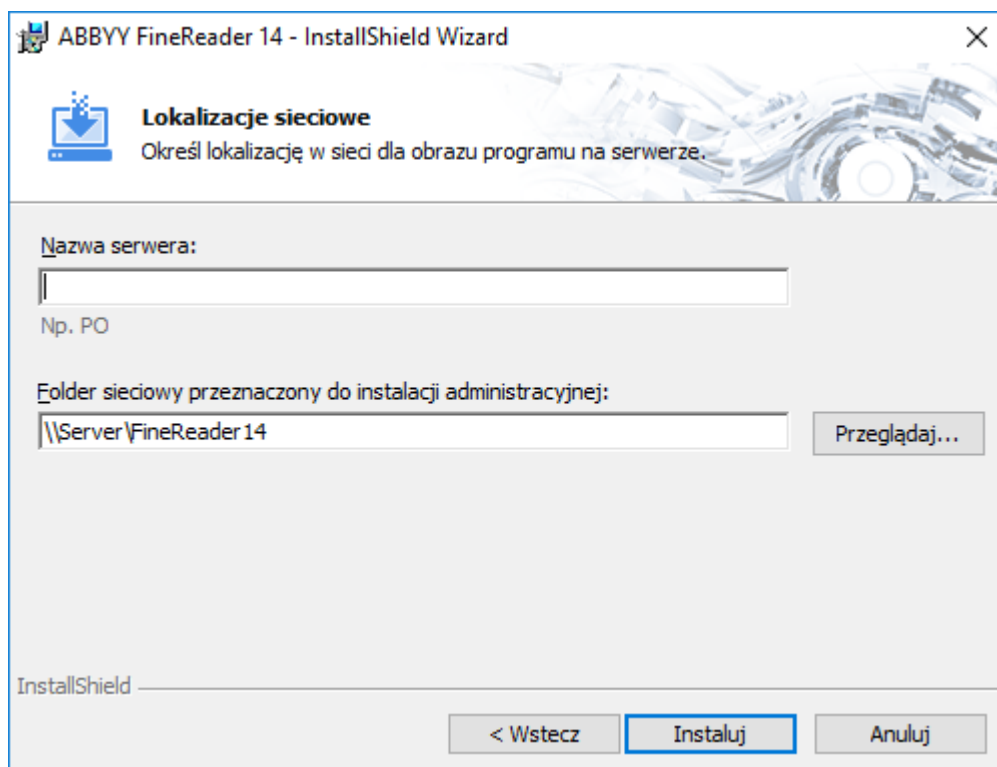 ABBYY FineReader 14 - InstallShield Wizard
Lokalizacje sieciowe
Określ lokalizację w sieci dla obrazu programu na serwerze.
Nazwa serwera:
Np. PO
Folder sieciowy przeznaczony do instalacji administracyjnej:
\\Server\FineReader14
Przeglądaj...
InstallShield
< Wstecz
Instaluj
Anuluj